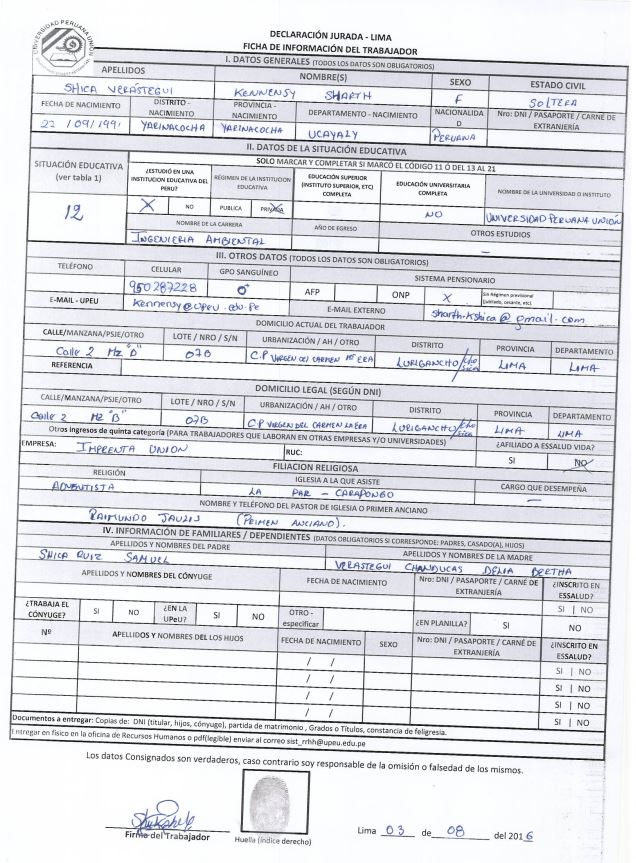 UNIVERSIDAD PERUANA UNION
DECLARACIÓN JURADA - LIMA
FICHA DE INFORMACIÓN DEL TRABAJADOR
I. DATOS GENERALES (TODOS LOS DATOS SON OBLIGATORIOS)
APELLIDOS NOMBRE(S) SEXO ESTADO CIVIL
SHICA VERÁSTEGUI KENNENSY SHARTH F SOLTERA
FECHA DE NACIMIENTO DISTRITO - NACIMIENTO PROVINCIA - NACIMIENTO DEPARTAMENTO - NACIMIENTO NACIONALIDAD Nro: DNI / PASAPORTE / CARNÉ DE EXTRANJERÍA
22 / 09 / 1991 YARINACOCHA YARINACOCHA UCAYALY PERUANA
II. DATOS DE LA SITUACIÓN EDUCATIVA
SOLO MARCAR Y COMPLETAR SI MARCÓ EL CÓDIGO 11 Ó DEL 13 AL 21
SITUACIÓN EDUCATIVA (ver tabla 1) ¿ESTUDIÓ EN UNA INSTITUCION EDUCATIVA DEL PERU? RÉGIMEN DE LA INSTITUCION EDUCATIVA EDUCACIÓN SUPERIOR (INSTITUTO SUPERIOR, ETC) COMPLETA EDUCACIÓN UNIVERSITARIA COMPLETA NOMBRE DE LA UNIVERSIDAD O INSTITUTO
12 X NO PUBLICA PRIVADA NO UNIVERSIDAD PERUANA UNIÓN
NOMBRE DE LA CARRERA AÑO DE EGRESO OTROS ESTUDIOS
INGENIERIA AMBIENTAL
III. OTROS DATOS (TODOS LOS DATOS SON OBLIGATORIOS)
TELÉFONO CELULAR GPO SANGUÍNEO SISTEMA PENSIONARIO
950287228 AFP ONP X Sin Régimen previsional (jubilado, cesante, etc).
E-MAIL - UPEU kennensy@upeu.edu.pe E-MAIL EXTERNO sharth.kshica@gmail.com
DOMICILIO ACTUAL DEL TRABAJADOR
CALLE/MANZANA/PSJE/OTRO LOTE / NRO / S/N URBANIZACIÓN / AH / OTRO DISTRITO PROVINCIA DEPARTAMENTO
Calle 2 Mz "D" 07B C.P VIRGEN DEL CARMEN LURIGANCHO/chosica LIMA LIMA
REFERENCIA
DOMICILIO LEGAL (SEGÚN DNI)
CALLE/MANZANA/PSJE/OTRO LOTE / NRO / S/N URBANIZACIÓN / AH / OTRO DISTRITO PROVINCIA DEPARTAMENTO
Calle 2 Mz "B" 07B C.P VIRGEN DEL CARMEN LA ERA LURIGANCHO/chosica LIMA LIMA
Otros ingresos de quinta categoría (PARA TRABAJADORES QUE LABORAN EN OTRAS EMPRESAS Y/O UNIVERSIDADES) ¿AFILIADO A ESSALUD VIDA?
EMPRESA: IMPRENTA UNION RUC: SI NO
FILIACION RELIGIOSA
RELIGIÓN IGLESIA A LA QUE ASISTE CARGO QUE DESEMPEÑA
ADVENTISTA LA PAR - CARAPONGO —
NOMBRE Y TELÉFONO DEL PASTOR DE IGLESIA O PRIMER ANCIANO
RAIMUNDO JAULIS (PRIMEN ANCIANO).
IV. INFORMACIÓN DE FAMILIARES / DEPENDIENTES (DATOS OBLIGATORIOS SI CORRESPONDE: PADRES, CASADO(A), HIJOS)
APELLIDOS Y NOMBRES DEL PADRE APELLIDOS Y NOMBRES DE LA MADRE
SHICA RUIZ SAMUEL VERASTEGUI CHANDUCAS DELIA BERTHA
APELLIDOS Y NOMBRES DEL CÓNYUGE FECHA DE NACIMIENTO Nro: DNI / PASAPORTE / CARNÉ DE EXTRANJERÍA ¿INSCRITO EN ESSALUD?
SI | NO
¿TRABAJA EL CÓNYUGE? SI NO ¿EN LA UPeU? SI NO OTRO - especificar ¿EN PLANILLA? SI NO
Nº APELLIDOS Y NOMBRES DEL LOS HIJOS FECHA DE NACIMIENTO SEXO Nro: DNI / PASAPORTE / CARNÉ DE EXTRANJERÍA ¿INSCRITO EN ESSALUD?
/ / SI | NO
/ / SI | NO
/ / SI | NO
/ / SI | NO
Documentos a entregar: Copias de: DNI (titular, hijos, cónyuge), partida de matrimonio , Grados o Títulos, constancia de feligresia.
Entregar en físico en la oficina de Recursos Humanos o pdf(legible) enviar al correo sist_rrhh@upeu.edu.pe
Los datos Consignados son verdaderos, caso contrario soy responsable de la omisión o falsedad de los mismos.
Firma del Trabajador Huella (índice derecho) Lima 03 de 08 del 2016